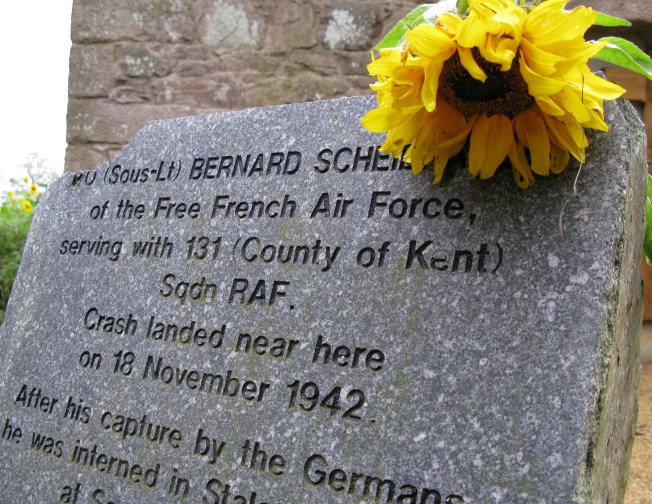 (Sous-Lt) BERNARD
of the Free French Air Force,
serving with 131 (County of Kent)
Sqdn RAF.
Crash landed near here
on 18 November 1942.
After his capture by the Germans
he was interned in
at